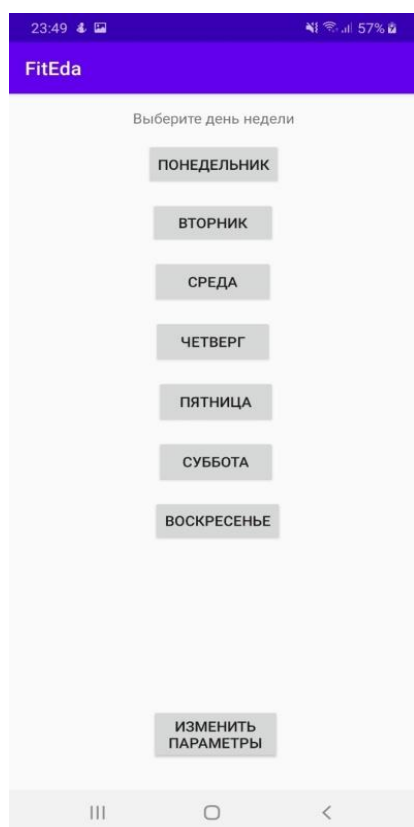 23:49 57%
FitEda
Выберите день недели
ПОНЕДЕЛЬНИК
ВТОРНИК
СРЕДА
ЧЕТВЕРГ
ПЯТНИЦА
СУББОТА
ВОСКРЕСЕНЬЕ
ИЗМЕНИТЬ
ПАРАМЕТРЫ